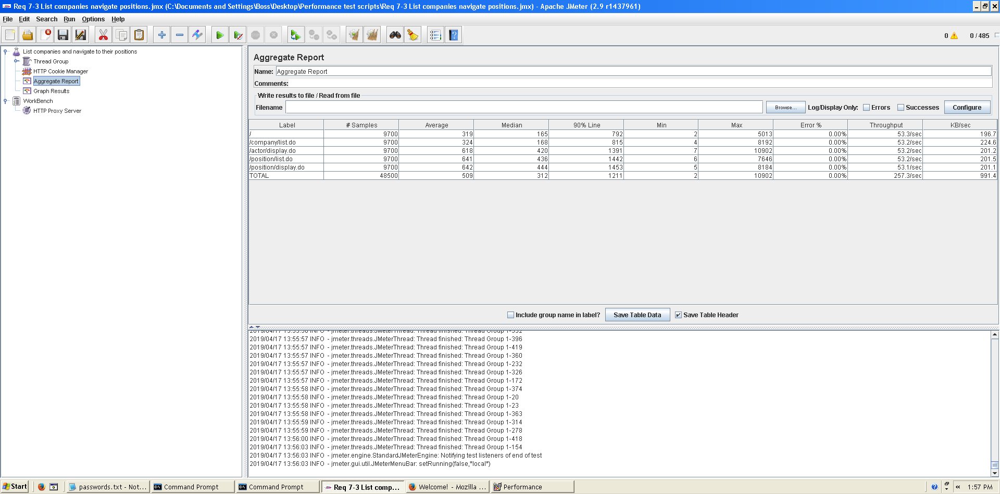 Req 7-3 List companies navigate positions.jmx (C:\Documents and Settings\Boss\Desktop\Performance test scripts\Req 7-3 List companies navigate positions.jmx) - Apache JMeter (2.9 r1437961)
File Edit Search Run Options Help
0 0 / 485
List companies and navigate to their positions
Thread Group
HTTP Cookie Manager
Aggregate Report
Graph Results
WorkBench
HTTP Proxy Server
Aggregate Report
Name: Aggregate Report
Comments:
Write results to file / Read from file
Filename Browse... Log/Display Only: Errors Successes Configure
Label # Samples Average Median 90% Line Min Max Error % Throughput KB/sec
/ 9700 319 165 792 2 5013 0.00% 53.3/sec 196.7
/company/list.do 9700 324 168 815 4 8192 0.00% 53.2/sec 224.6
/actor/display.do 9700 618 420 1391 7 10902 0.00% 53.2/sec 201.2
/position/list.do 9700 641 436 1442 6 7646 0.00% 53.2/sec 201.5
/position/display.do 9700 642 444 1453 5 8184 0.00% 53.1/sec 201.1
TOTAL 48500 509 312 1211 2 10902 0.00% 257.3/sec 991.4
Include group name in label? Save Table Data Save Table Header
2019/04/17 13:55:56 INFO - jmeter.threads.JMeterThread: Thread finished: Thread Group 1-332
2019/04/17 13:55:57 INFO - jmeter.threads.JMeterThread: Thread finished: Thread Group 1-396
2019/04/17 13:55:57 INFO - jmeter.threads.JMeterThread: Thread finished: Thread Group 1-419
2019/04/17 13:55:57 INFO - jmeter.threads.JMeterThread: Thread finished: Thread Group 1-360
2019/04/17 13:55:57 INFO - jmeter.threads.JMeterThread: Thread finished: Thread Group 1-232
2019/04/17 13:55:57 INFO - jmeter.threads.JMeterThread: Thread finished: Thread Group 1-326
2019/04/17 13:55:57 INFO - jmeter.threads.JMeterThread: Thread finished: Thread Group 1-172
2019/04/17 13:55:58 INFO - jmeter.threads.JMeterThread: Thread finished: Thread Group 1-374
2019/04/17 13:55:58 INFO - jmeter.threads.JMeterThread: Thread finished: Thread Group 1-20
2019/04/17 13:55:58 INFO - jmeter.threads.JMeterThread: Thread finished: Thread Group 1-23
2019/04/17 13:55:58 INFO - jmeter.threads.JMeterThread: Thread finished: Thread Group 1-363
2019/04/17 13:55:59 INFO - jmeter.threads.JMeterThread: Thread finished: Thread Group 1-314
2019/04/17 13:55:59 INFO - jmeter.threads.JMeterThread: Thread finished: Thread Group 1-278
2019/04/17 13:56:00 INFO - jmeter.threads.JMeterThread: Thread finished: Thread Group 1-418
2019/04/17 13:56:03 INFO - jmeter.threads.JMeterThread: Thread finished: Thread Group 1-154
2019/04/17 13:56:03 INFO - jmeter.engine.StandardJMeterEngine: Notifying test listeners of end of test
2019/04/17 13:56:03 INFO - jmeter.gui.util.JMeterMenuBar: setRunning(false,*local*)
Start passwords.txt - Not... Command Prompt Command Prompt Req 7-3 List comp... Welcome! - Mozilla ... Performance « 1:57 PM